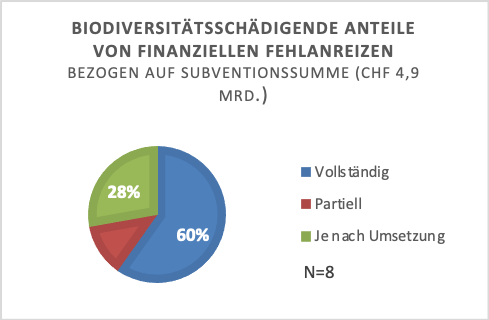 BIODIVERSITÄTSSCHÄDIGENDE ANTEILE
VON FINANZIELLEN FEHLANREIZEN
BEZOGEN AUF SUBVENTIONSSUMME (CHF 4,9
MRD.)
28%
60%
Vollständig
Partiell
Je nach Umsetzung
N=8